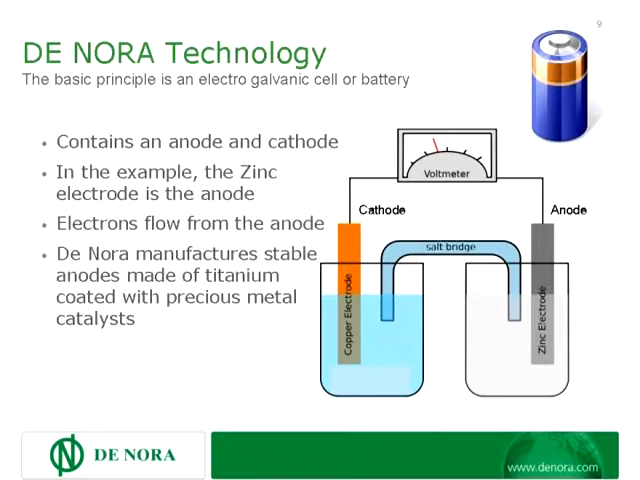 9
DE NORA Technology
The basic principle is an electro galvanic cell or battery
• Contains an anode and cathode
• In the example, the Zinc
electrode is the anode
• Electrons flow from the anode
• De Nora manufactures stable
anodes made of titanium
coated with precious metal
catalysts
Voltmeter
Cathode
Anode
salt bridge
Copper Electrode
Zinc Electrode
DE NORA
www.denora.com